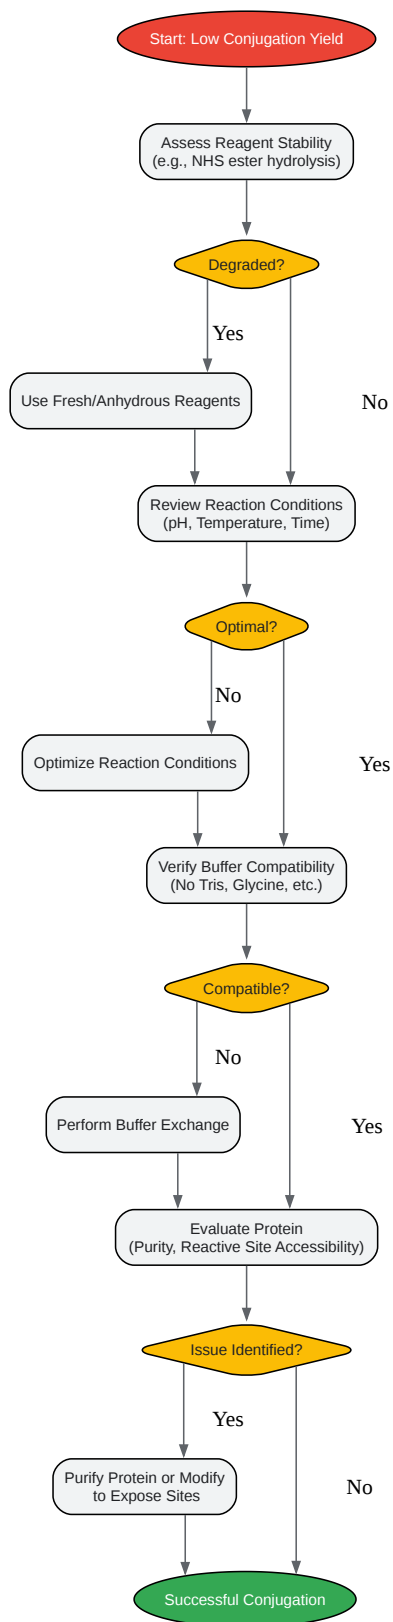 Start: Low Conjugation Yield
Assess Reagent Stability
(e.g., NHS ester hydrolysis)
Degraded?
Yes
Use Fresh/Anhydrous Reagents
No
Review Reaction Conditions
(pH, Temperature, Time)
Optimal?
No
Optimize Reaction Conditions
Yes
Verify Buffer Compatibility
(No Tris, Glycine, etc.)
Compatible?
No
Perform Buffer Exchange
Yes
Evaluate Protein
(Purity, Reactive Site Accessibility)
Issue Identified?
Yes
Purify Protein or Modify
to Expose Sites
No
Successful Conjugation